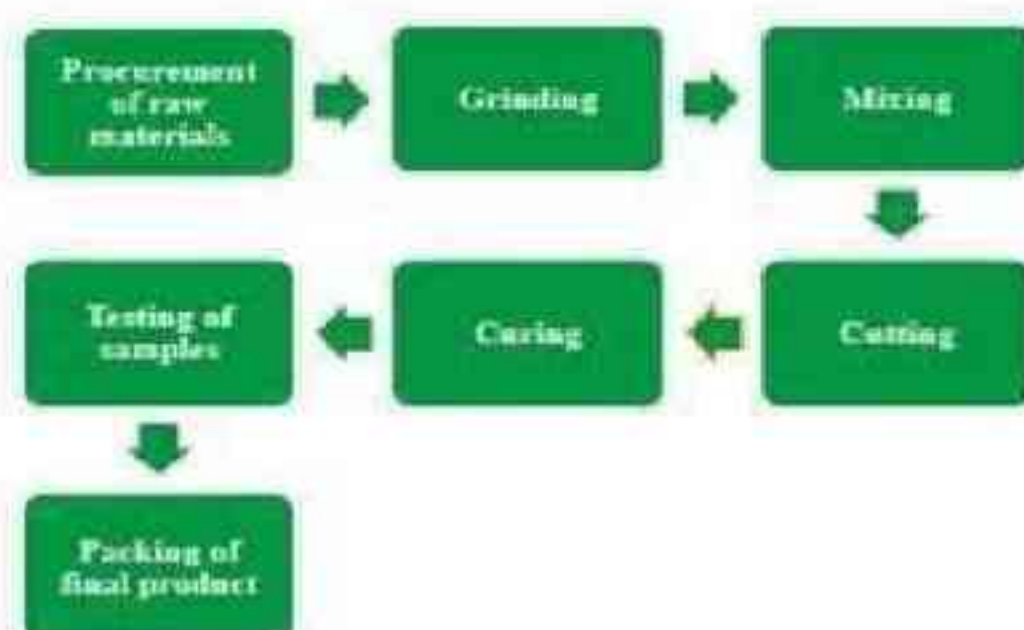 Procurement
of raw
materials
Grinding
Mixing
Cutting
Curing
Testing of
samples
Packing of
final product